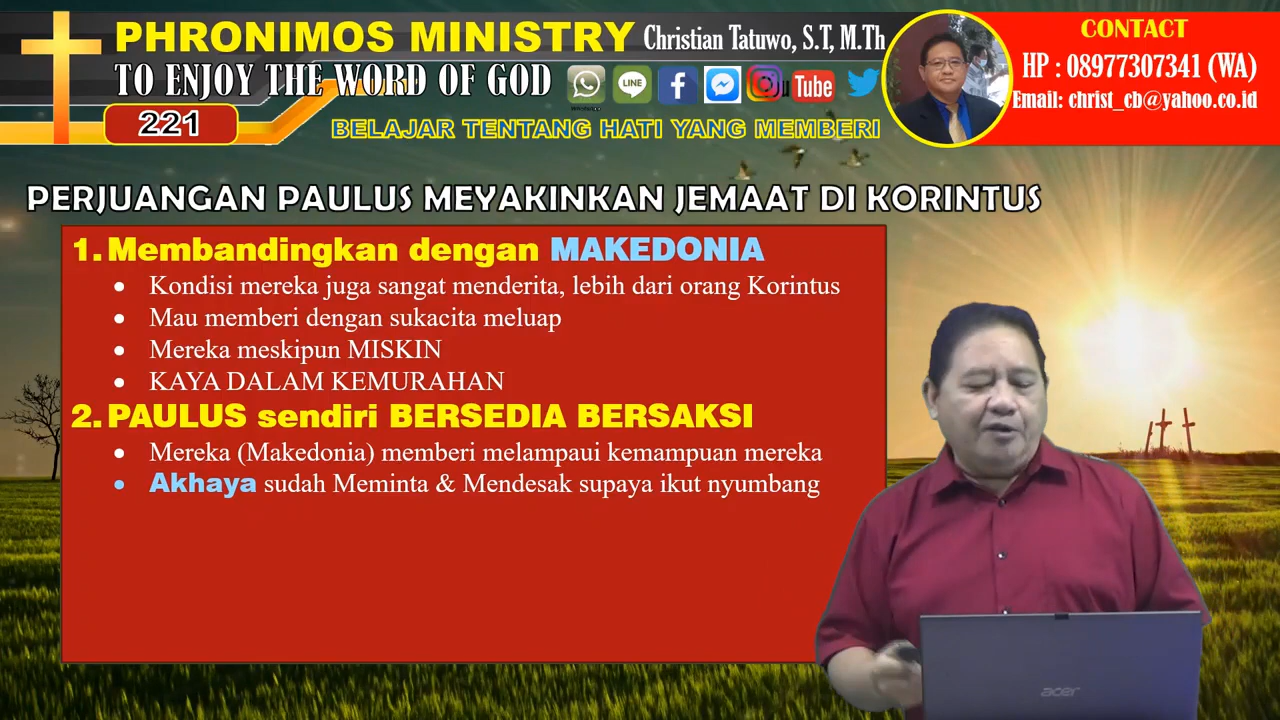 PHRONIMOS MINISTRY Christian Tatuwo, S.T, M.Th
TO ENJOY THE WORD OF GOD
LINE
Tube
221
BELAJAR TENTANG HATI YANG MEMBERI
CONTACT
HP : 08977307341 (WA)
Email: christ_cb@yahoo.co.id
PERJUANGAN PAULUS MEYAKINKAN JEMAAT DI KORINTUS
1. Membandingkan dengan MAKEDONIA
• Kondisi mereka juga sangat menderita, lebih dari orang Korintus
• Mau memberi dengan sukacita meluap
• Mereka meskipun MISKIN
• KAYA DALAM KEMURAHAN
2. PAULUS sendiri BERSEDIA BERSAKSI
• Mereka (Makedonia) memberi melampaui kemampuan mereka
• Akhaya sudah Meminta & Mendesak supaya ikut nyumbang
acer